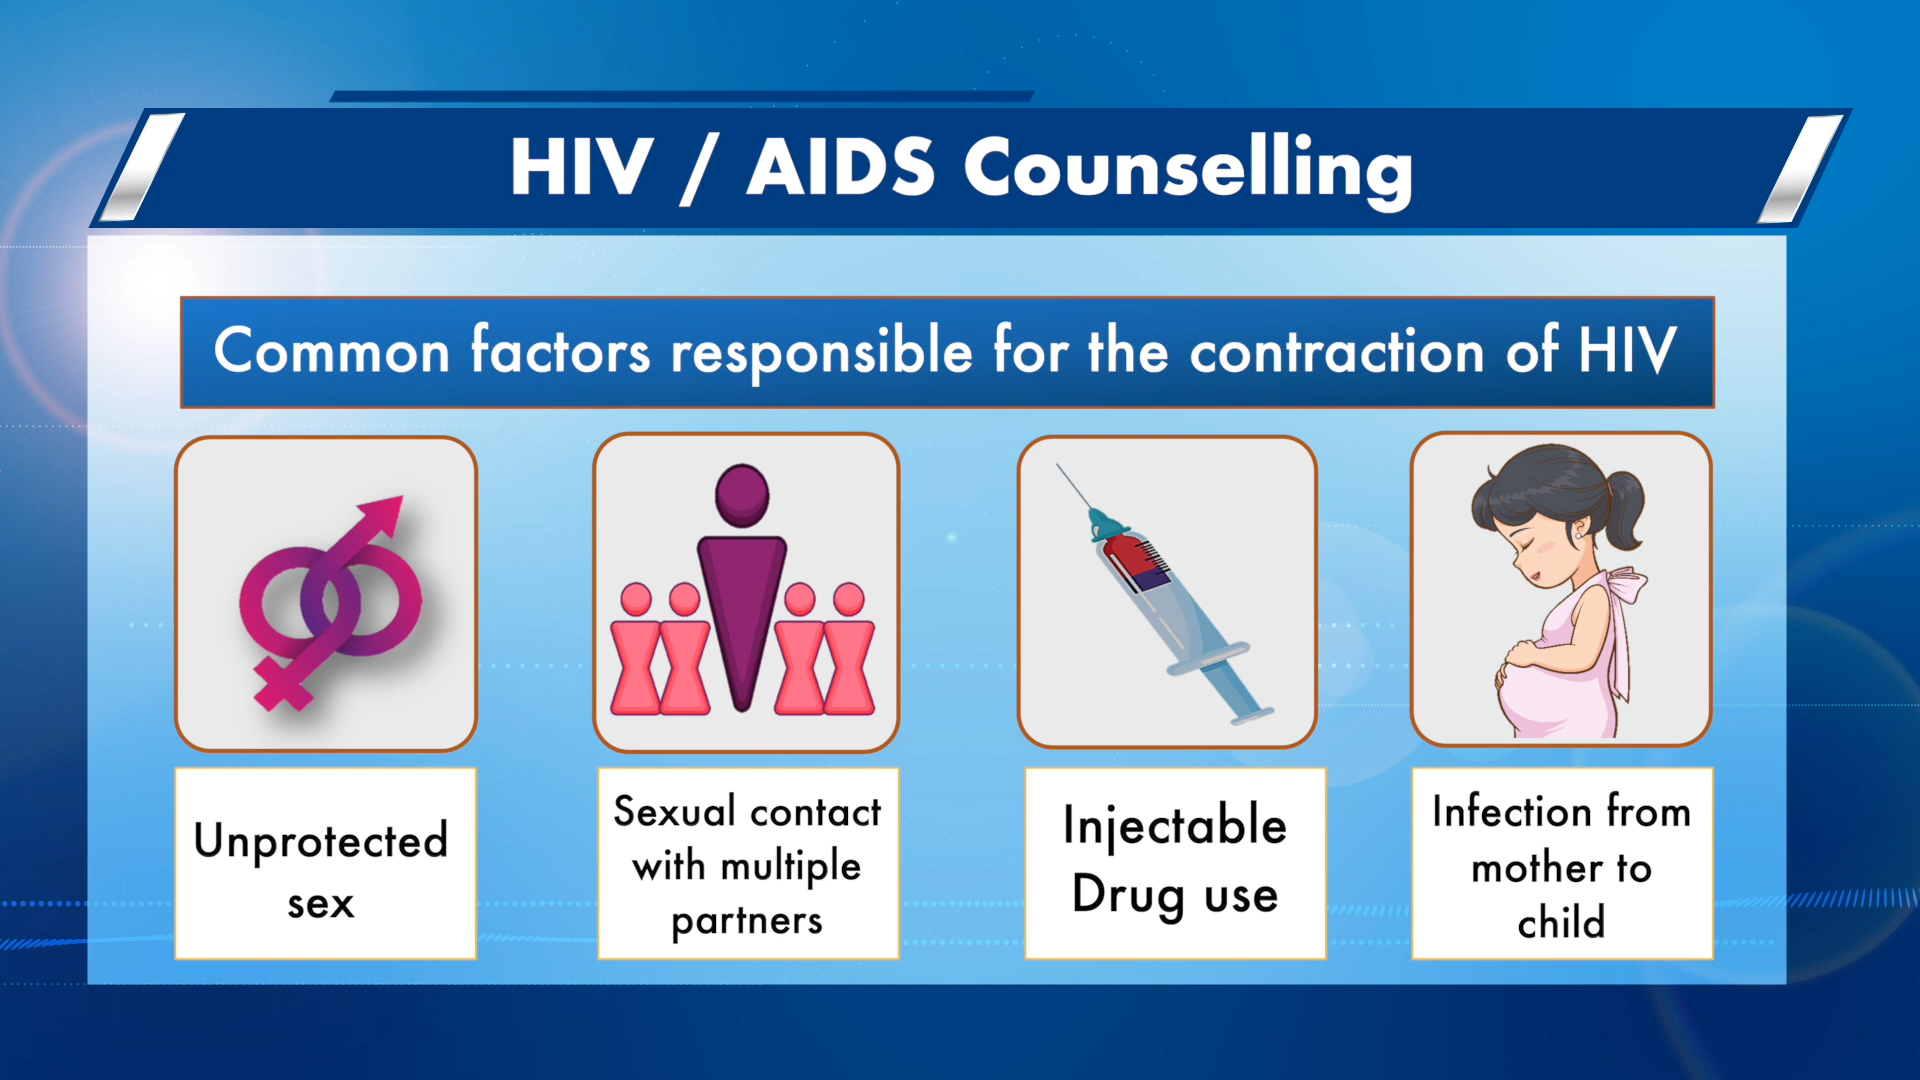 HIV / AIDS Counselling
Common factors responsible for the contraction of HIV
Unprotected
sex
Sexual contact
with multiple
partners
Injectable
Drug use
Infection from
mother to
child